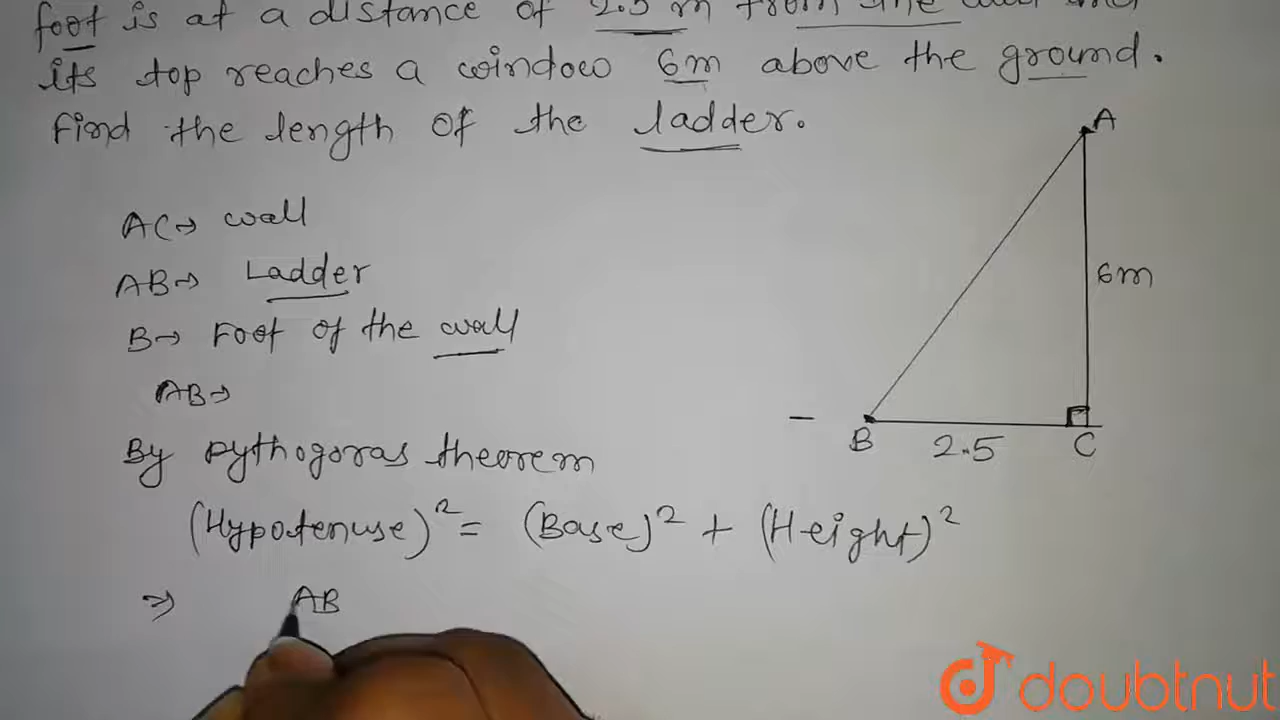 foot is at a distance of 2.5 m from the wall and
its top reaches a window 6m above the ground.
Find the length of the ladder.
A
AC→ wall
AB→ Ladder
6m
B→ Foot of the wall
AB→
B 2.5 C
By pythogoras theorem
(Hypotenuse)² = (Base)² + (Height)²
⇒ AB
doubtnut